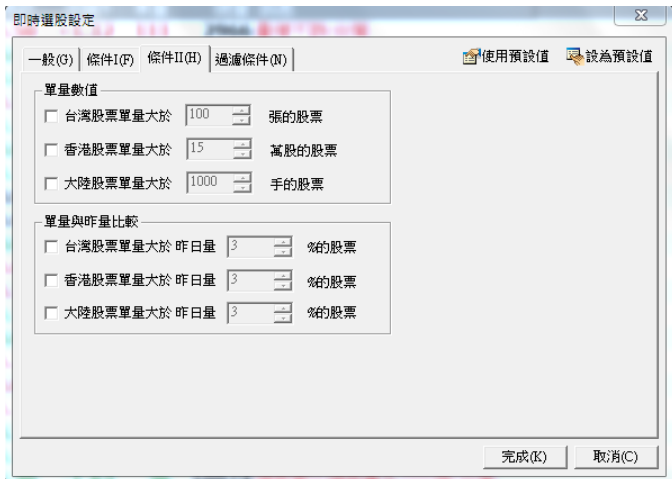 即時選股設定
一般(G) 條件I(F) 條件II(H) 過濾條件(N) 使用預設值 設為預設值
單量數值
台灣股票單量大於 100 張的股票
香港股票單量大於 15 萬股的股票
大陸股票單量大於 1000 手的股票
單量與昨量比較
台灣股票單量大於 昨日量 3 %的股票
香港股票單量大於 昨日量 3 %的股票
大陸股票單量大於 昨日量 3 %的股票
完成(K) 取消(C)